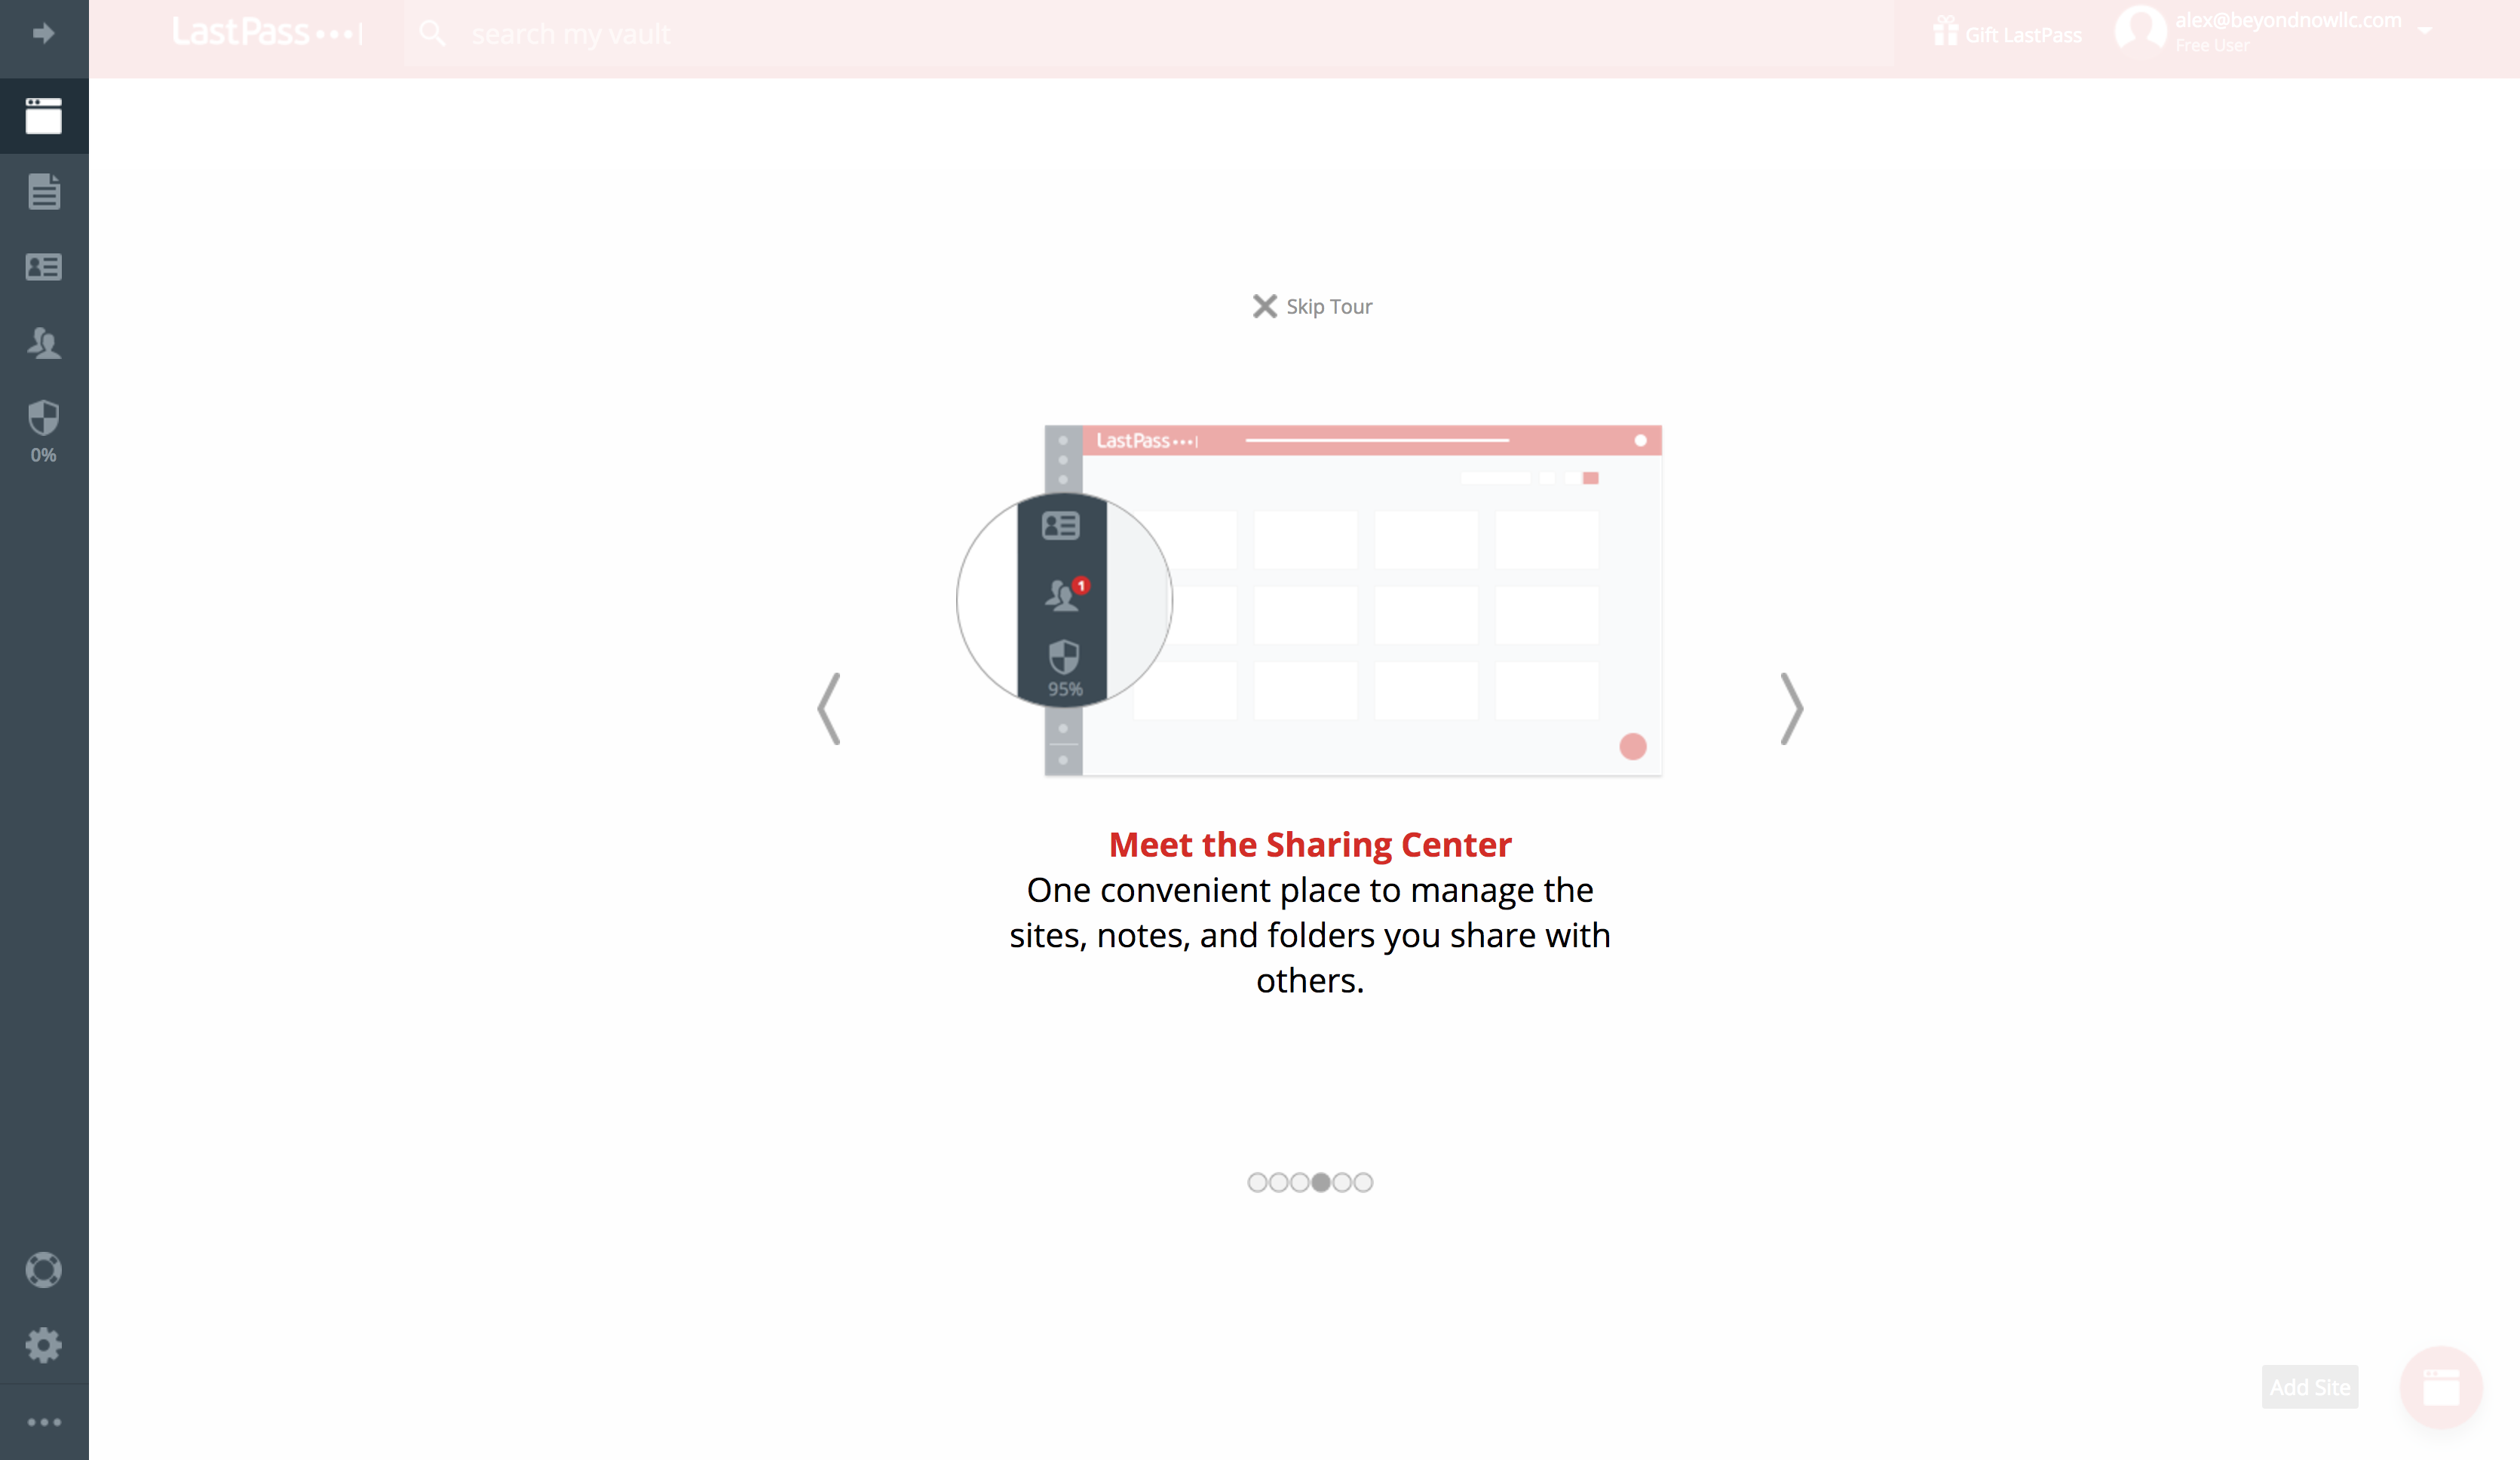 LastPass
search my vault
Gift LastPass
alex@beyondnowllc.com
Free User
0%
Skip Tour
LastPass
1
95%
Meet the Sharing Center
One convenient place to manage the
sites, notes, and folders you share with
others.
Add Site